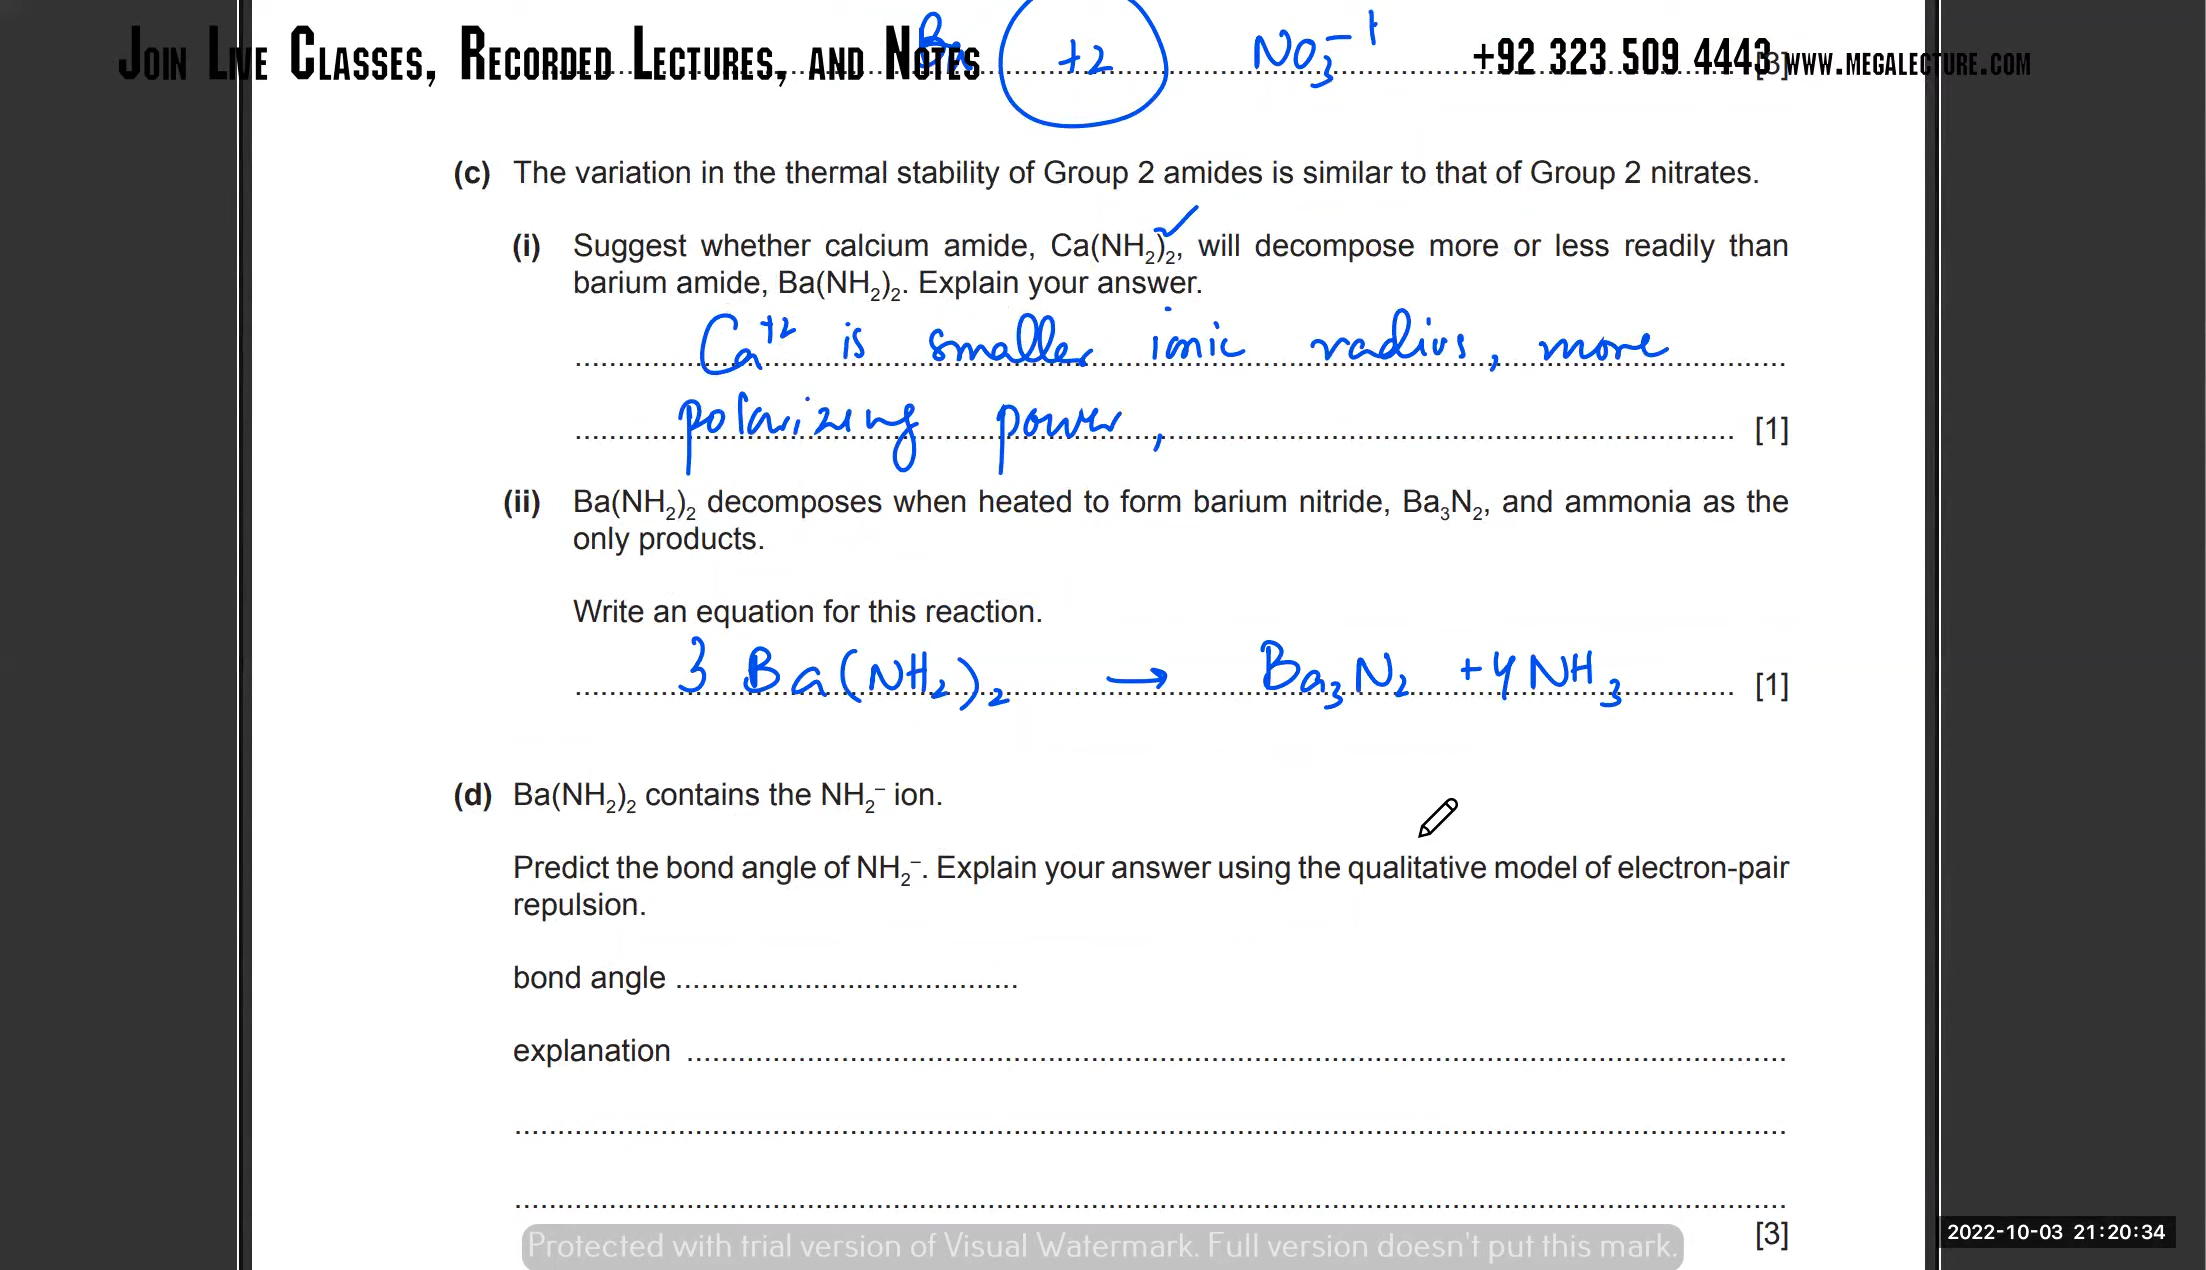 Ba +2 NO₃⁻¹
JOIN LIVE CLASSES, RECORDED LECTURES, AND NOTES +92 323 509 4443 [3] WWW.MEGALECTURE.COM
(c) The variation in the thermal stability of Group 2 amides is similar to that of Group 2 nitrates.
(i) Suggest whether calcium amide, Ca(NH₂)₂, will decompose more or less readily than
barium amide, Ba(NH₂)₂. Explain your answer.
Ca⁺² is smaller ionic radius, more
polarizing power, [1]
(ii) Ba(NH₂)₂ decomposes when heated to form barium nitride, Ba₃N₂, and ammonia as the
only products.
Write an equation for this reaction.
3 Ba(NH₂)₂ → Ba₃N₂ + 4NH₃ [1]
(d) Ba(NH₂)₂ contains the NH₂⁻ ion.
Predict the bond angle of NH₂⁻. Explain your answer using the qualitative model of electron-pair
repulsion.
bond angle ........................................
explanation ........................................
[3]
Protected with trial version of Visual Watermark. Full version doesn't put this mark.
2022-10-03 21:20:34